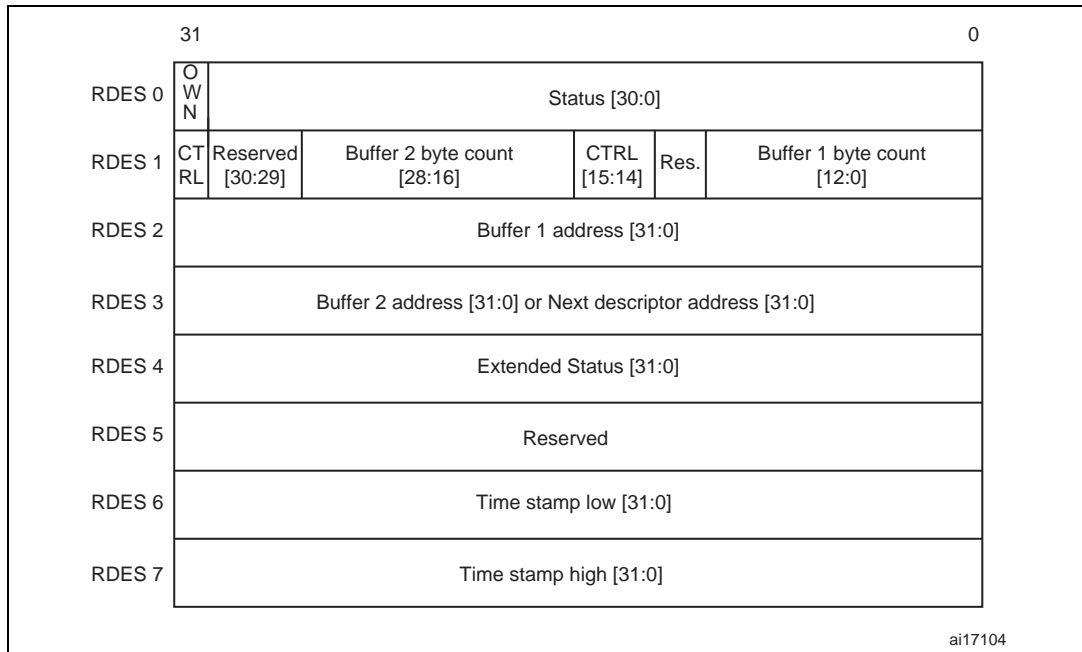 31 0
RDES 0
O
W
N
Status [30:0]
RDES 1
CT
RL
Reserved
[30:29]
Buffer 2 byte count
[28:16]
CTRL
[15:14]
Res.
Buffer 1 byte count
[12:0]
RDES 2
Buffer 1 address [31:0]
RDES 3
Buffer 2 address [31:0] or Next descriptor address [31:0]
RDES 4
Extended Status [31:0]
RDES 5
Reserved
RDES 6
Time stamp low [31:0]
RDES 7
Time stamp high [31:0]
ai17104